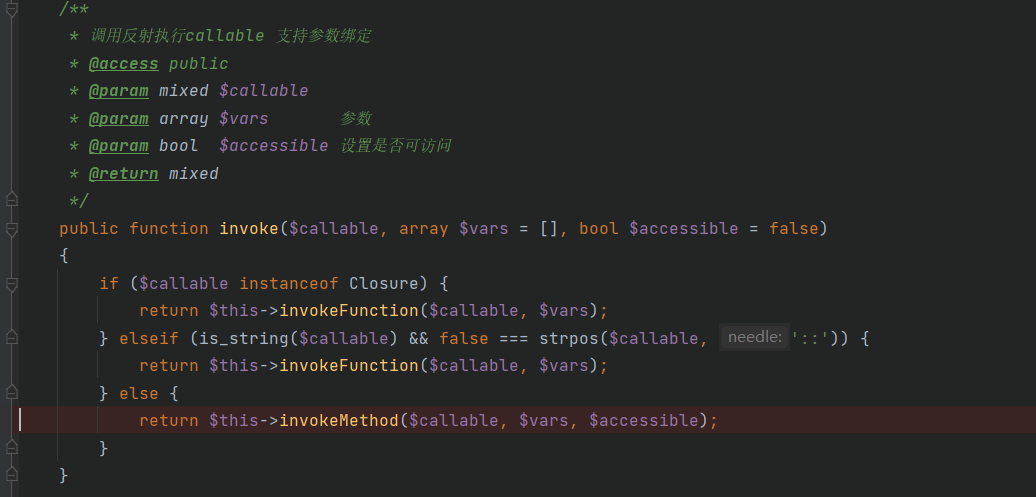 /**
 * 调用反射执行callable 支持参数绑定
 * @access public
 * @param mixed $callable
 * @param array $vars       参数
 * @param bool  $accessible 设置是否可访问
 * @return mixed
 */
public function invoke($callable, array $vars = [], bool $accessible = false)
{
    if ($callable instanceof Closure) {
        return $this->invokeFunction($callable, $vars);
    } elseif (is_string($callable) && false === strpos($callable, needle: '::')) {
        return $this->invokeFunction($callable, $vars);
    } else {
        return $this->invokeMethod($callable, $vars, $accessible);
    }
}